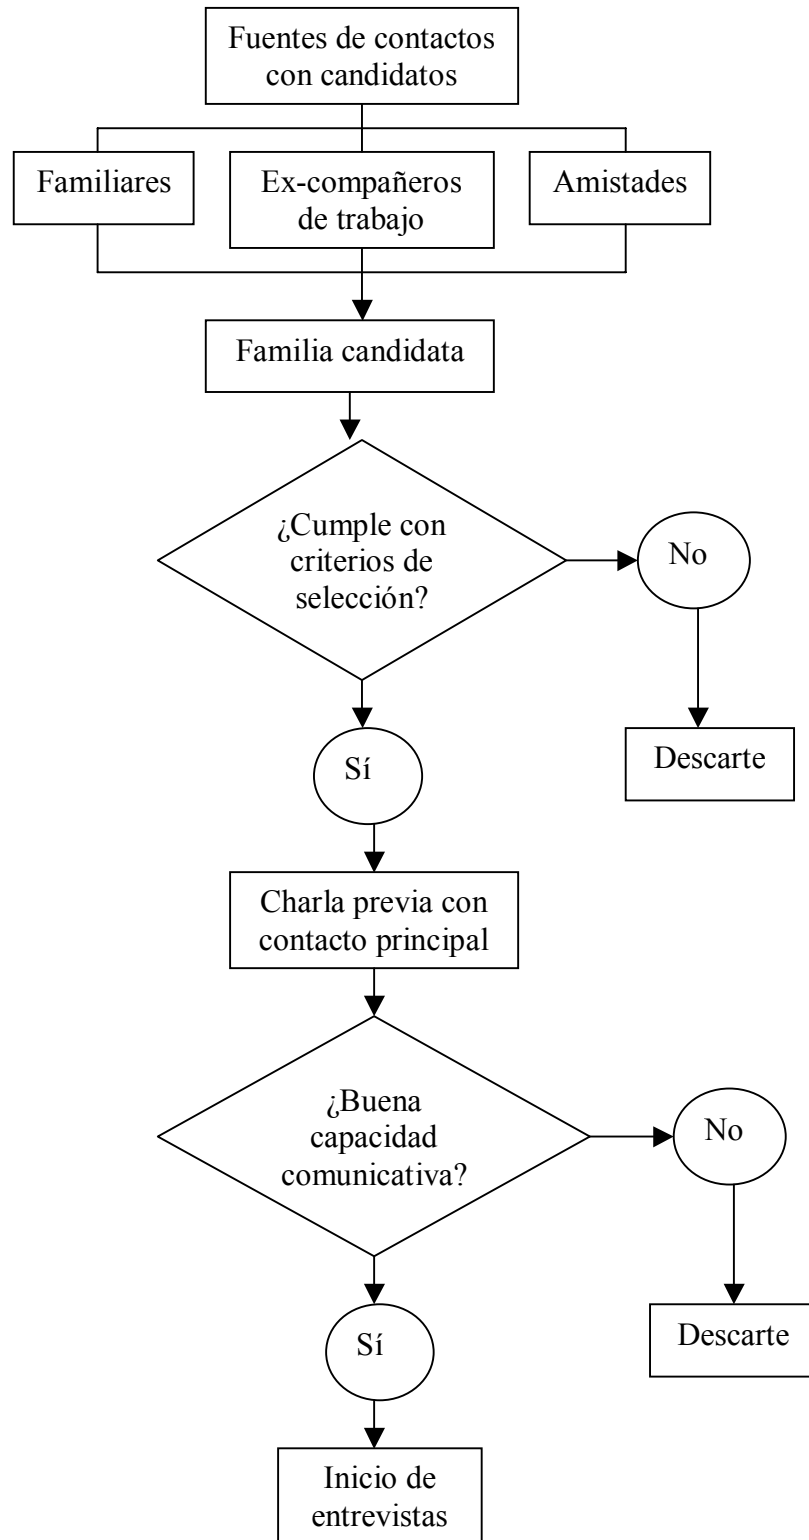 Fuentes de contactos
con candidatos
Familiares
Ex-compañeros
de trabajo
Amistades
Familia candidata
¿Cumple con
criterios de
selección?
No
Sí
Descarte
Charla previa con
contacto principal
¿Buena
capacidad
comunicativa?
No
Sí
Descarte
Inicio de
entrevistas